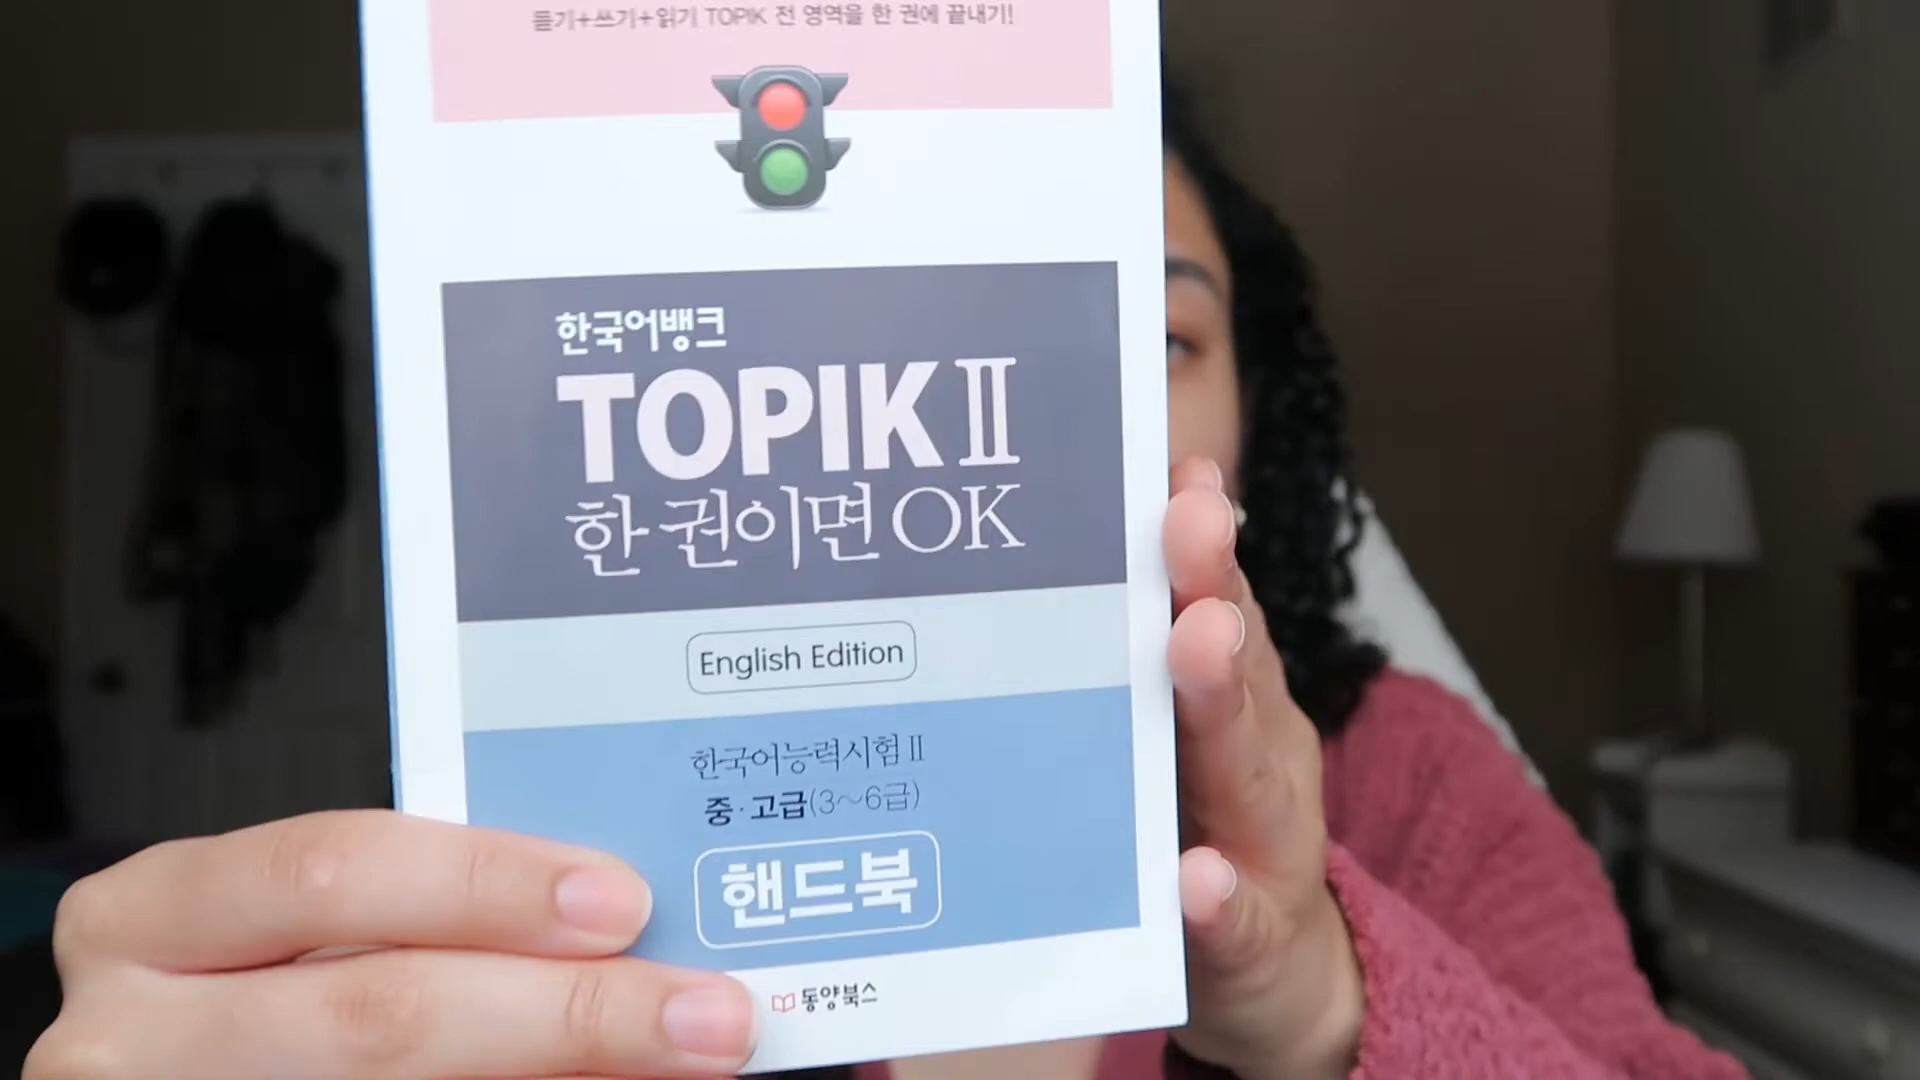 듣기+쓰기+읽기 TOPIK 전 영역을 한 권에 끝내기!
한국어뱅크
TOPIK Ⅱ
한 권이면 OK
English Edition
한국어능력시험 Ⅱ
중·고급(3~6급)
핸드북
동양북스